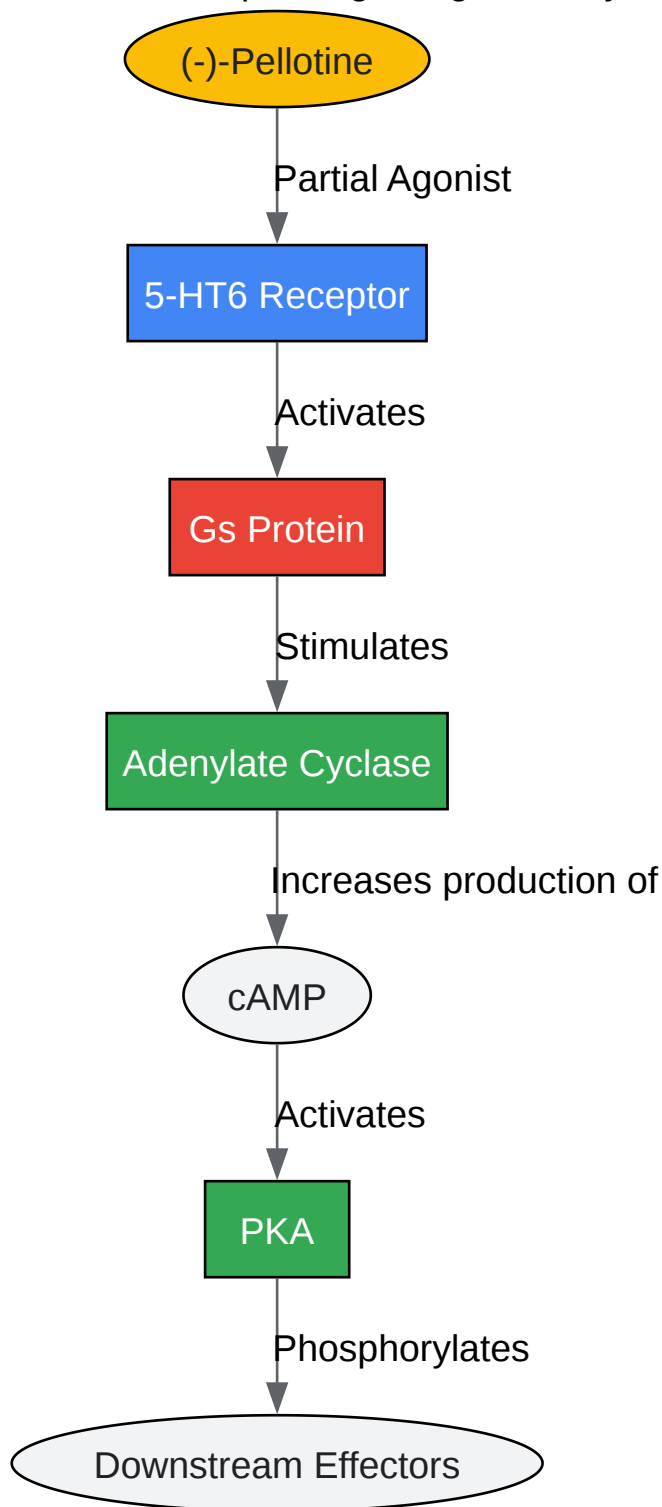 (-)-Pellotine
Partial Agonist
5-HT6 Receptor
Activates
Gs Protein
Stimulates
Adenylate Cyclase
Increases production of
cAMP
Activates
PKA
Phosphorylates
Downstream Effectors